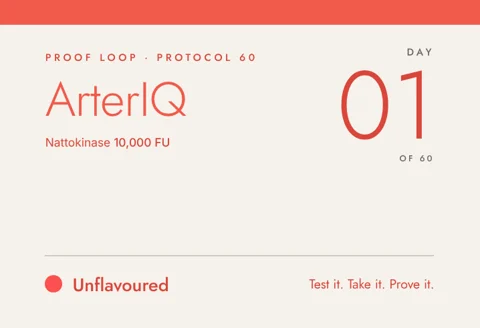 PROOF LOOP · PROTOCOL 60
ArterIQ
Nattokinase 10,000 FU
DAY
01
OF 60
Unflavoured
Test it. Take it. Prove it.